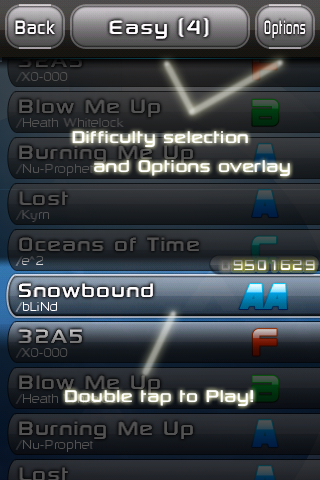 Back
Easy (4)
Options
32A5
/X0-000
F
Blow Me Up
/Heath Whitelock
B
Difficulty selection
and Options overlay
Burning Me Up
/Nu-Prophet
A
Lost
/Kyrn
A
Oceans of Time
/e^2
C
9501629
Snowbound
/bLiNd
AA
32A5
/X0-000
F
Blow Me Up
/Heath
B
Double tap to Play!
Burning Me Up
/Nu-Prophet
A
Lost